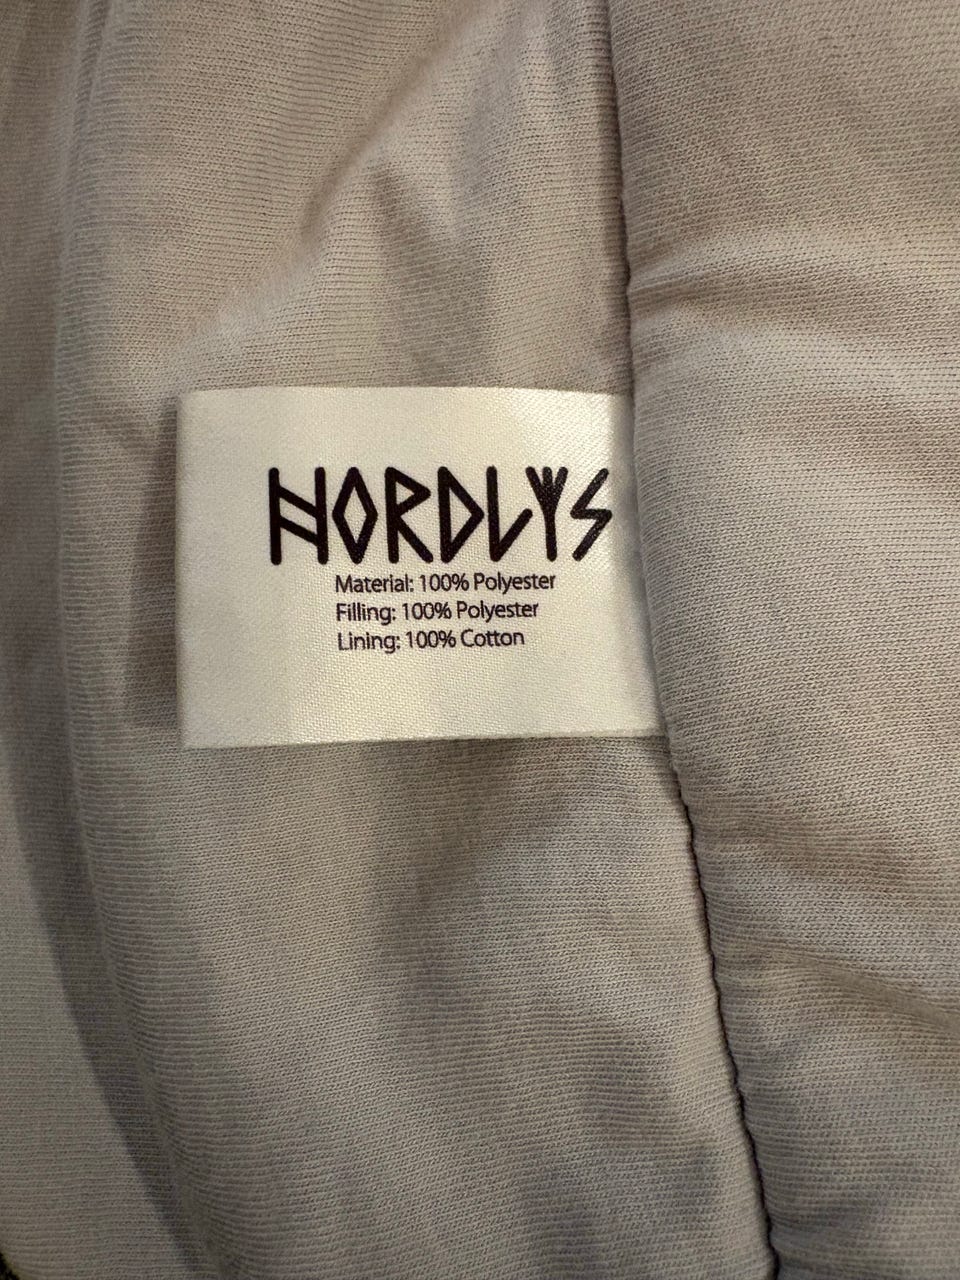 NORDLYS
Material: 100% Polyester
Filling: 100% Polyester
Lining: 100% Cotton